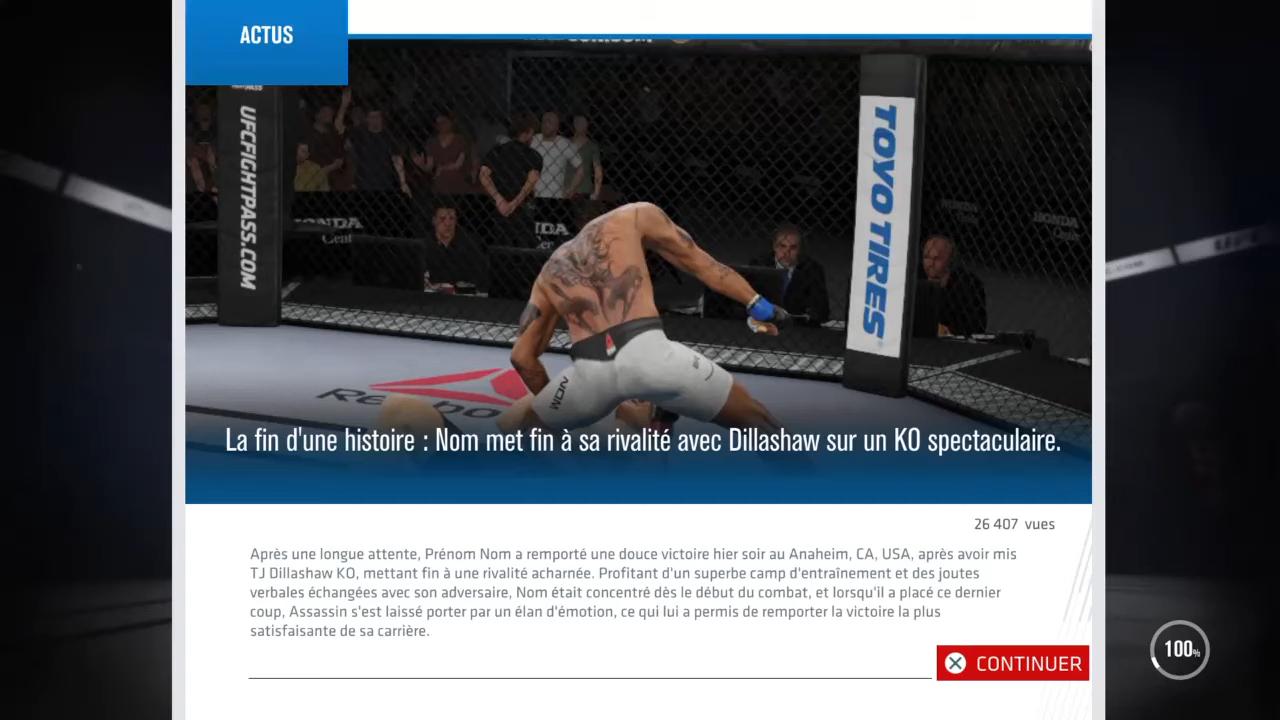 ACTUS
UFCFIGHTPASS.COM
HONDA
Center
TOYO TIRES
HONDA
HONDA
La fin d'une histoire : Nom met fin à sa rivalité avec Dillashaw sur un KO spectaculaire.
26 407 vues
Après une longue attente, Prénom Nom a remporté une douce victoire hier soir au Anaheim, CA, USA, après avoir mis
TJ Dillashaw KO, mettant fin à une rivalité acharnée. Profitant d'un superbe camp d'entraînement et des joutes
verbales échangées avec son adversaire, Nom était concentré dès le début du combat, et lorsqu'il a placé ce dernier
coup, Assassin s'est laissé porter par un élan d'émotion, ce qui lui a permis de remporter la victoire la plus
satisfaisante de sa carrière.
CONTINUER
100%